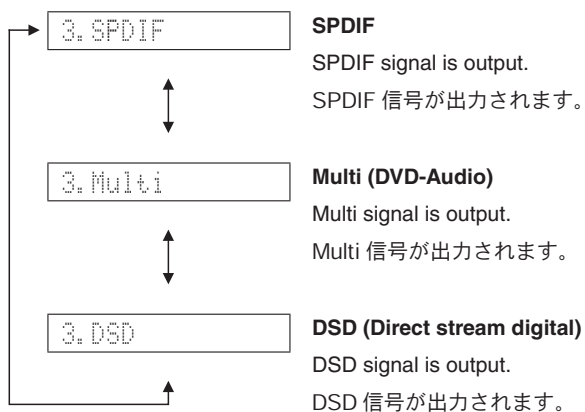 3.SPDIF
SPDIF
SPDIF signal is output.
SPDIF 信号が出力されます。
3.Multi
Multi (DVD-Audio)
Multi signal is output.
Multi 信号が出力されます。
3.DSD
DSD (Direct stream digital)
DSD signal is output.
DSD 信号が出力されます。